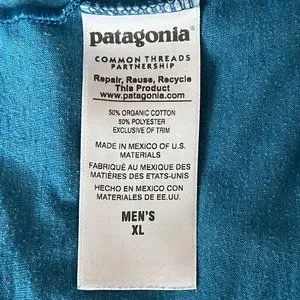 patagonia®
COMMON THREADS
PARTNERSHIP
Repair, Reuse, Recycle
This Product
www.patagonia.com
50% ORGANIC COTTON
50% POLYESTER
EXCLUSIVE OF TRIM
MADE IN MEXICO OF U.S.
MATERIALS
FABRIQUÉ AU MEXIQUE DES
MATIÈRES DES ETATS-UNIS
HECHO EN MEXICO CON
MATERIALES DE EE.UU.
MEN'S
XL